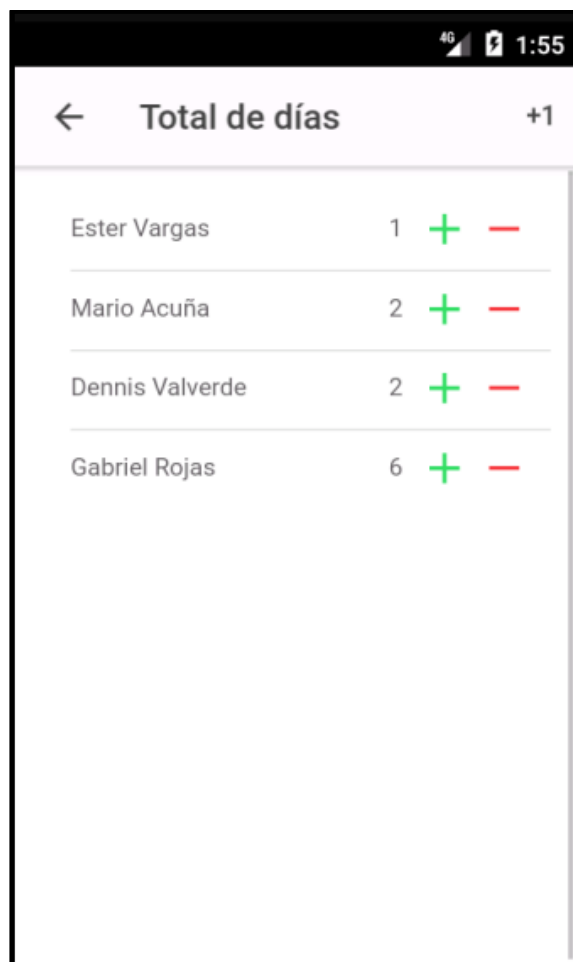 4G 1:55
Total de días +1
Ester Vargas 1
Mario Acuña 2
Dennis Valverde 2
Gabriel Rojas 6